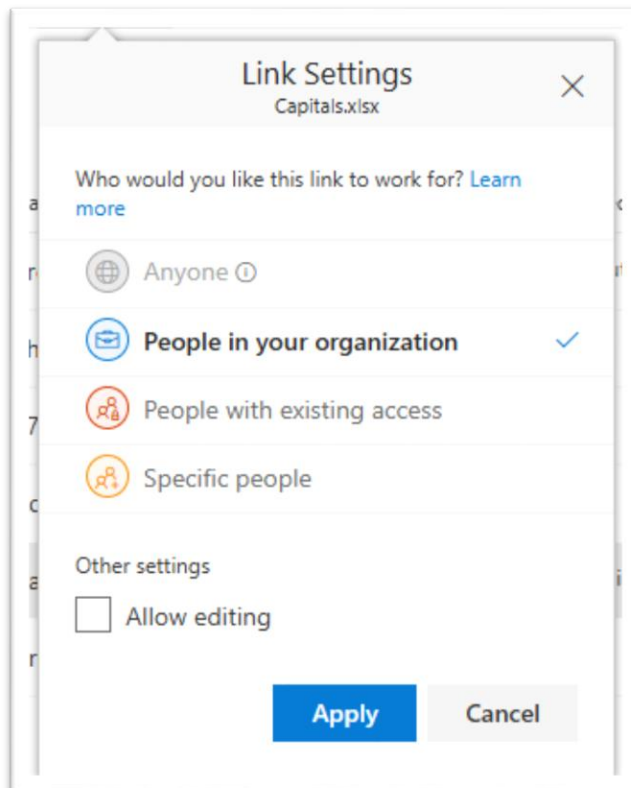 Link Settings
Capitals.xlsx
Who would you like this link to work for? Learn
more
Anyone
People in your organization
People with existing access
Specific people
Other settings
Allow editing
Apply
Cancel